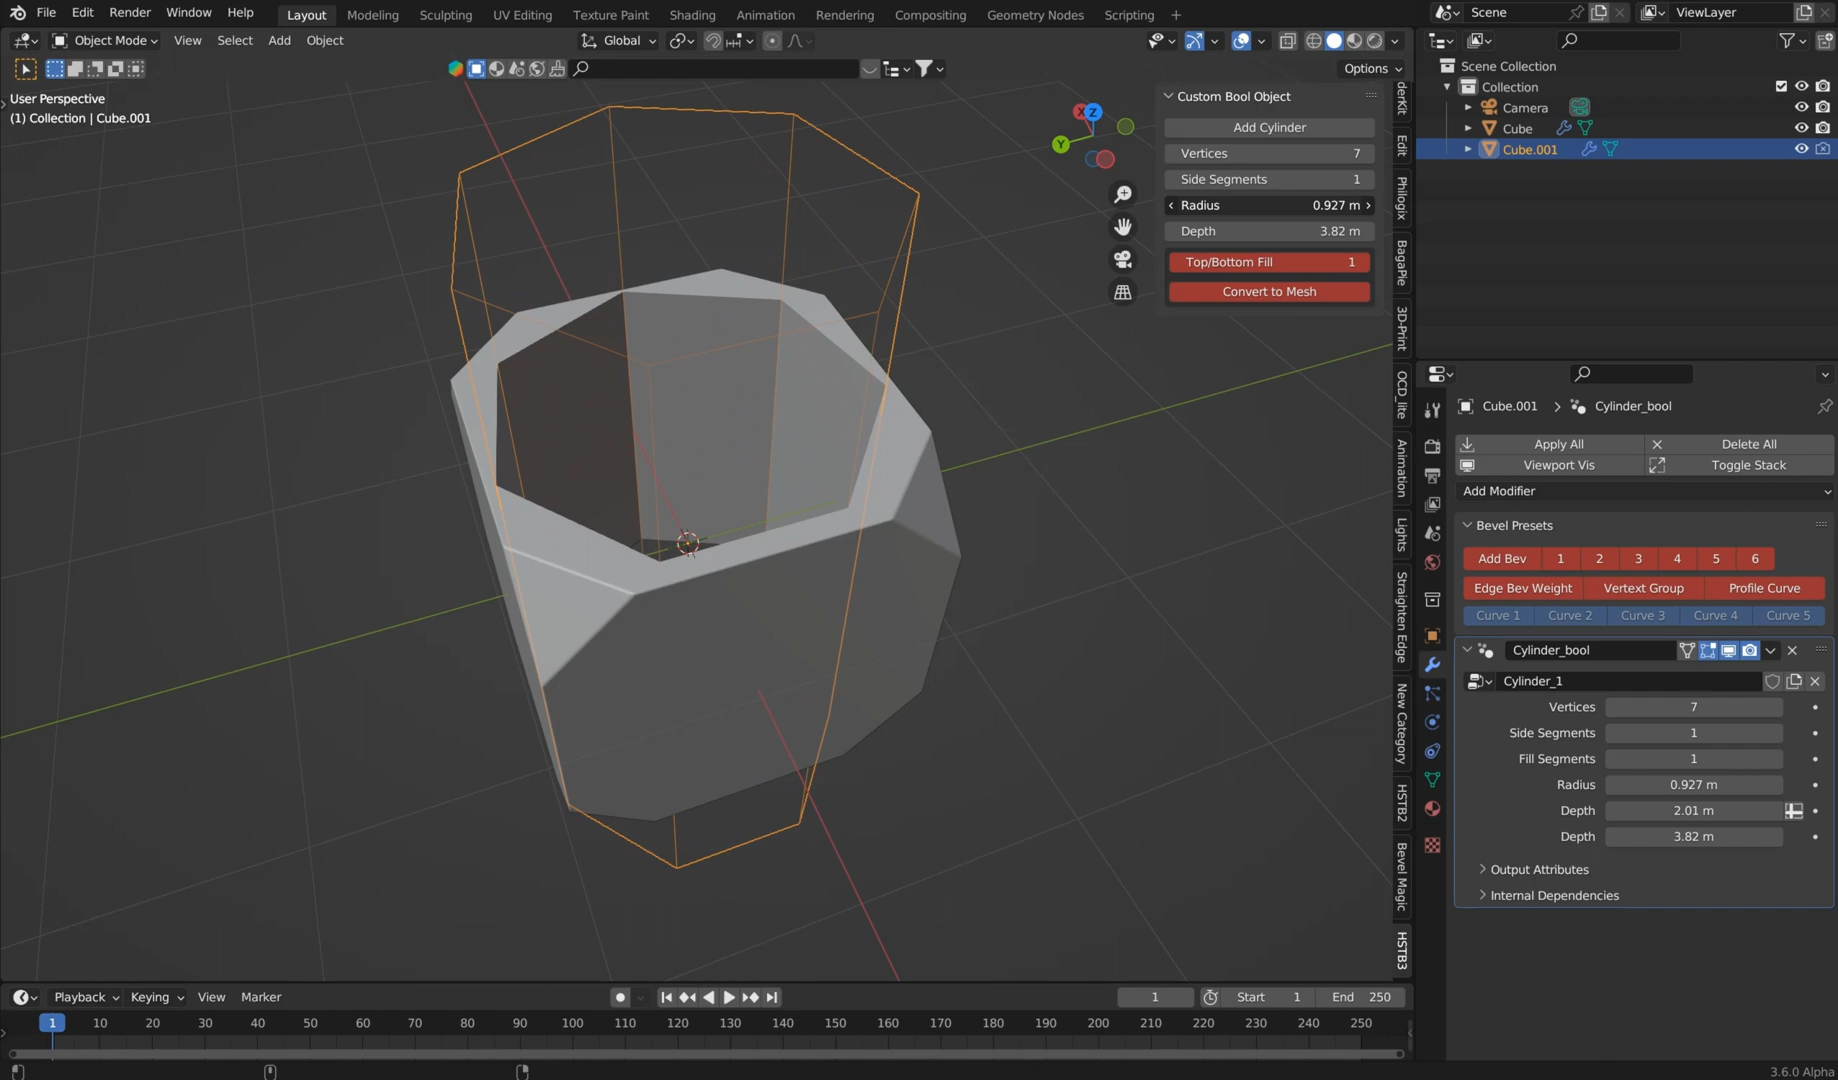 File Edit Render Window Help Layout Modeling Sculpting UV Editing Texture Paint Shading Animation Rendering Compositing Geometry Nodes Scripting + Scene ViewLayer
Object Mode View Select Add Object Global
Options
User Perspective
(1) Collection | Cube.001
Custom Bool Object
Add Cylinder
Vertices 7
Side Segments 1
Radius 0.927 m
Depth 3.82 m
Top/Bottom Fill 1
Convert to Mesh
X Z
Y
derKit
Edit
Philogix
BagaPie
3D-Print
OCD_lite
Animation
Lights
Straighten Edge
New Category
HSTB2
Bevel Magic
HSTB3
Scene Collection
Collection
Camera
Cube
Cube.001
Cube.001 > Cylinder_bool
Apply All Delete All
Viewport Vis Toggle Stack
Add Modifier
Bevel Presets
Add Bev 1 2 3 4 5 6
Edge Bev Weight Vertext Group Profile Curve
Curve 1 Curve 2 Curve 3 Curve 4 Curve 5
Cylinder_bool
Cylinder_1
Vertices 7
Side Segments 1
Fill Segments 1
Radius 0.927 m
Depth 2.01 m
Depth 3.82 m
Output Attributes
Internal Dependencies
Playback Keying View Marker 1 Start 1 End 250
1 10 20 30 40 50 60 70 80 90 100 110 120 130 140 150 160 170 180 190 200 210 220 230 240 250
3.6.0 Alpha